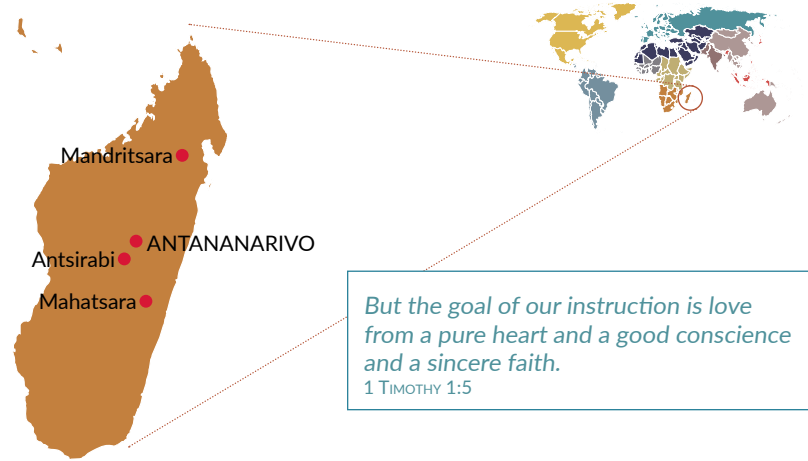 Mandritsara
ANTANANARIVO
Antsirabi
Mahatsara
But the goal of our instruction is love
from a pure heart and a good conscience
and a sincere faith.
1 Timothy 1:5